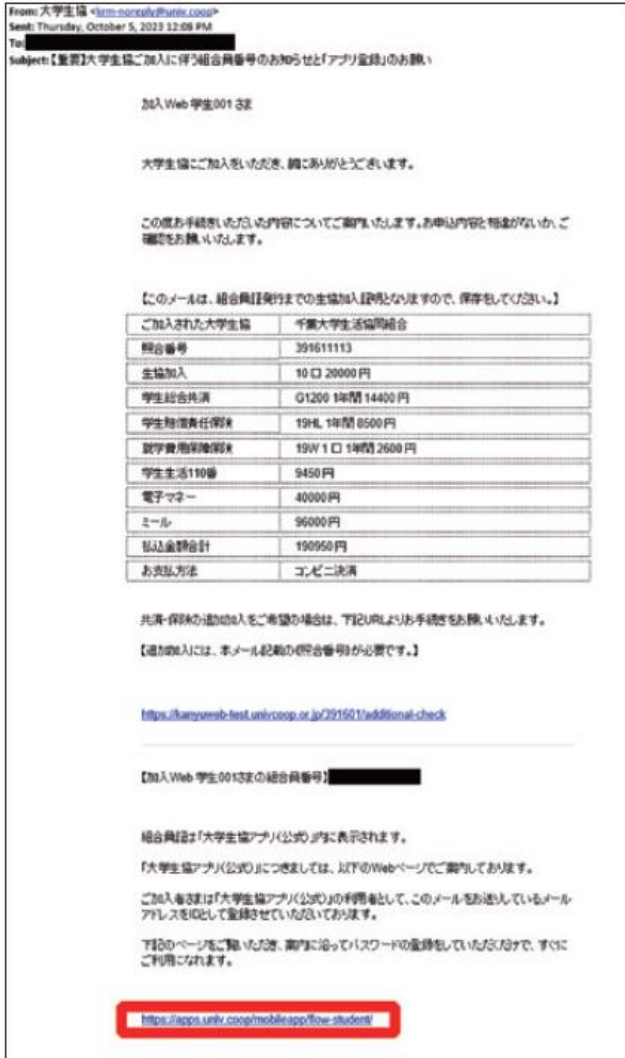 From: 大学生協 <krm-noreply@univ.coop>
Sent: Thursday, October 5, 2023 12:06 PM
To:
Subject:【重要】大学生協ご加入に伴う組合員番号のお知らせと「アプリ登録」のお願い
加入Web 学生001 さま
大学生協にご加入をいただき、誠にありがとうございます。
この度お手続きいただいた内容についてご案内いたします。お申込内容と相違がないか、ご
確認をお願いいたします。
【このメールは、組合員証発行までの生協加入証明となりますので、保存をしてください。】
ご加入された大学生協 千葉大学生活協同組合
照合番号 391611113
生協加入 10 口 20000 円
学生総合共済 G1200 1年間 14400 円
学生賠償責任保険 19HL 1年間 8500 円
就学費用保障保険 19W 1 口 1年間 2600 円
学生生活110番 9450 円
電子マネー 40000 円
ミール 96000 円
払込金額合計 190950 円
お支払方法 コンビニ決済
共済・保険の追加加入をご希望の場合は、下記URLよりお手続きをお願いいたします。
【追加加入には、本メール記載の《照合番号》が必要です。】
https://kanyuweb-test.univcoop.or.jp/391601/additional-check
【加入Web 学生001さまの組合員番号】
組合員証は「大学生協アプリ(公式)」内に表示されます。
「大学生協アプリ(公式)」につきましては、以下のWebページでご案内しております。
ご加入者さまは「大学生協アプリ(公式)」の利用者として、このメールをお送りしているメール
アドレスをIDとして登録させていただいております。
下記のページをご覧いただき、案内に沿ってパスワードの登録をしていただくだけで、すぐに
ご利用になれます。
https://apps.univ.coop/mobileapp/flow-student/